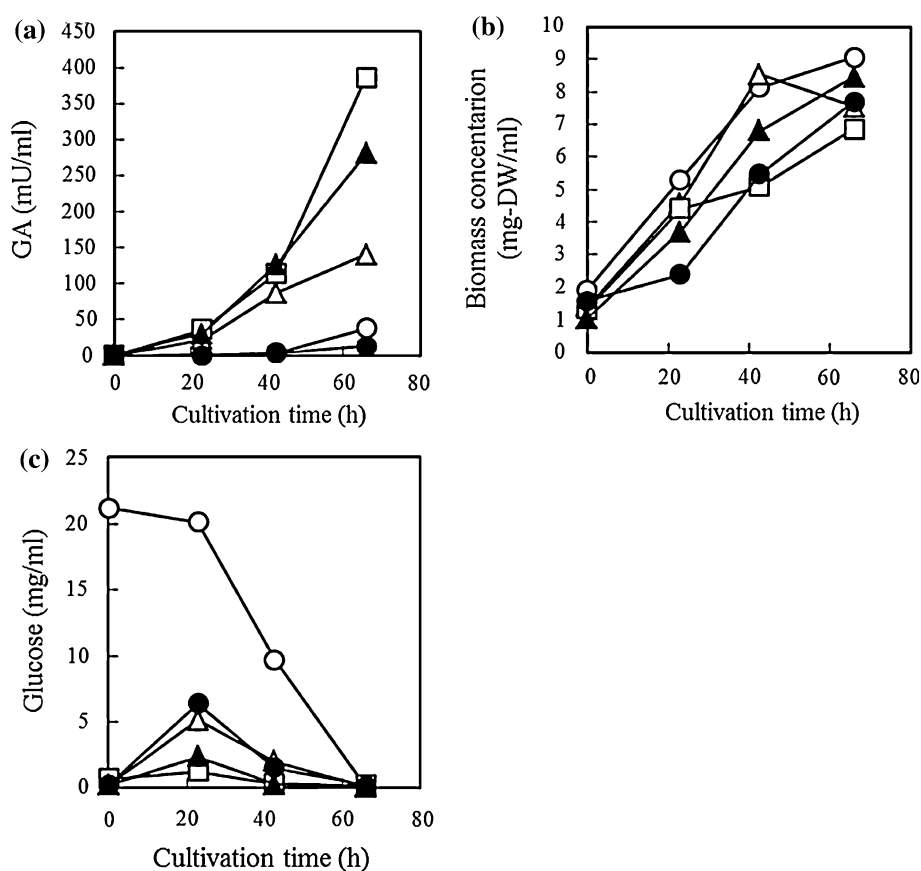 (a)
450
400
350
300
250
200
150
100
50
0
GA (mU/ml)
0 20 40 60 80
Cultivation time (h)
(b)
10
9
8
7
6
5
4
3
2
1
0
Biomass concentarion
(mg-DW/ml)
0 20 40 60 80
Cultivation time (h)
(c)
25
20
15
10
5
0
Glucose (mg/ml)
0 20 40 60 80
Cultivation time (h)